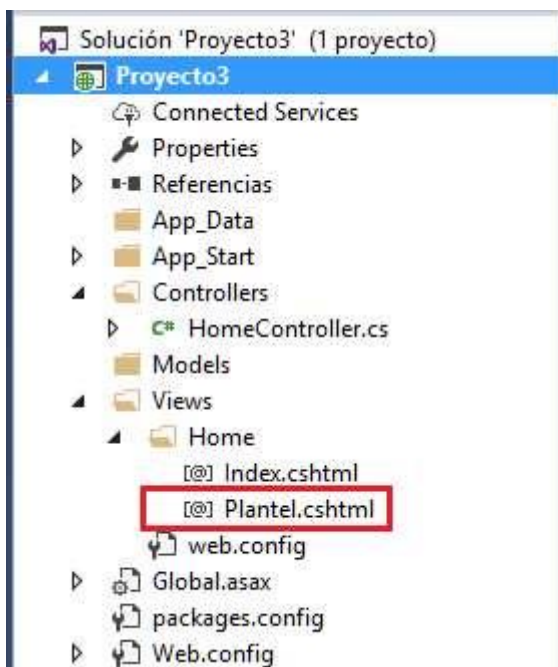 Solución 'Proyecto3' (1 proyecto)
Proyecto3
Connected Services
Properties
Referencias
App_Data
App_Start
Controllers
C# HomeController.cs
Models
Views
Home
[@] Index.cshtml
[@] Plantel.cshtml
web.config
Global.asax
packages.config
Web.config